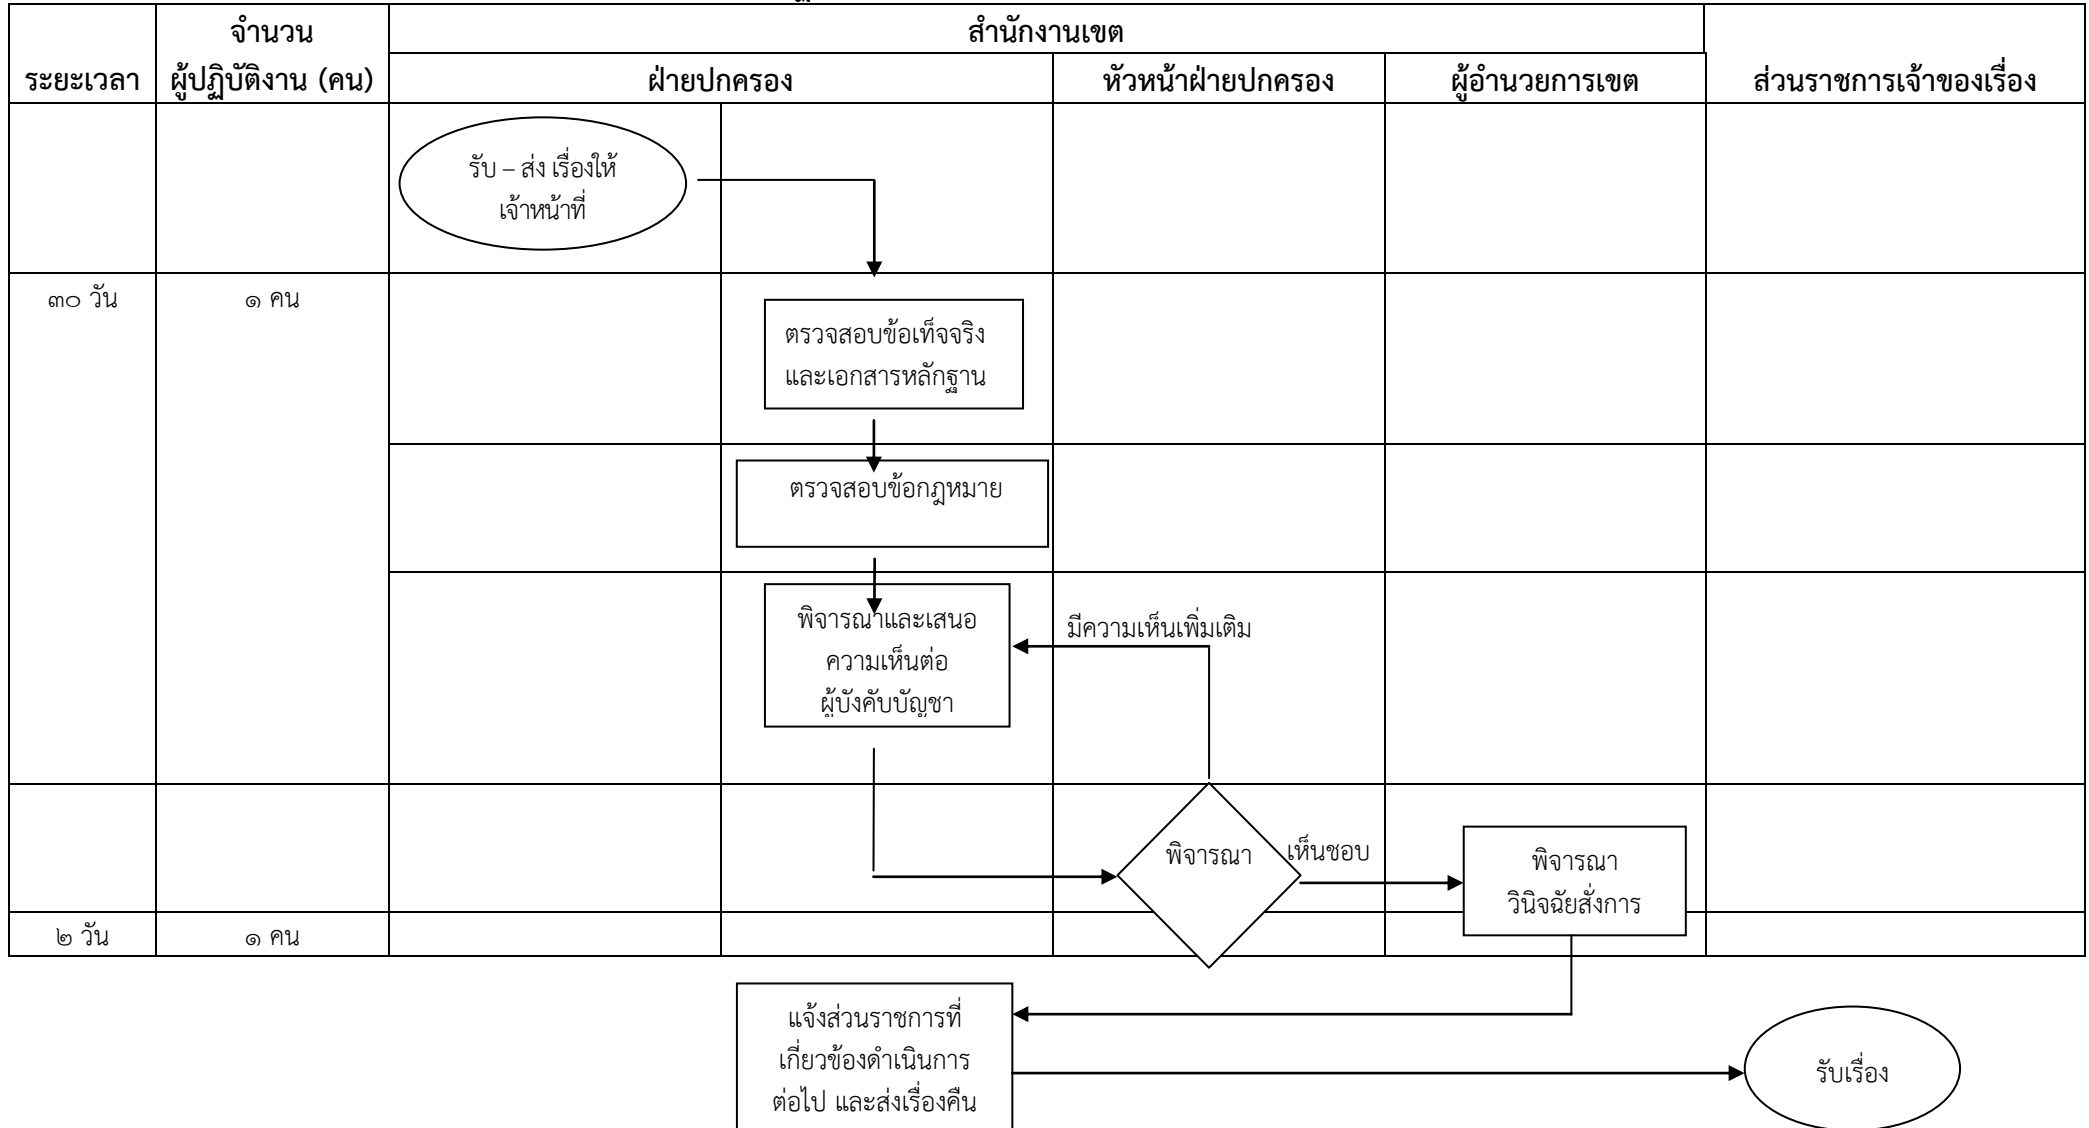 จำนวน
สำนักงานเขต
ระยะเวลา
ผู้ปฏิบัติงาน (คน)
ฝ่ายปกครอง
หัวหน้าฝ่ายปกครอง
ผู้อำนวยการเขต
ส่วนราชการเจ้าของเรื่อง
รับ – ส่ง เรื่องให้
เจ้าหน้าที่
๓๐ วัน
๑ คน
ตรวจสอบข้อเท็จจริง
และเอกสารหลักฐาน
ตรวจสอบข้อกฎหมาย
พิจารณาและเสนอ
ความเห็นต่อ
ผู้บังคับบัญชา
มีความเห็นเพิ่มเติม
พิจารณา
เห็นชอบ
พิจารณา
วินิจฉัยสั่งการ
๒ วัน
๑ คน
แจ้งส่วนราชการที่
เกี่ยวข้องดำเนินการ
ต่อไป และส่งเรื่องคืน
รับเรื่อง